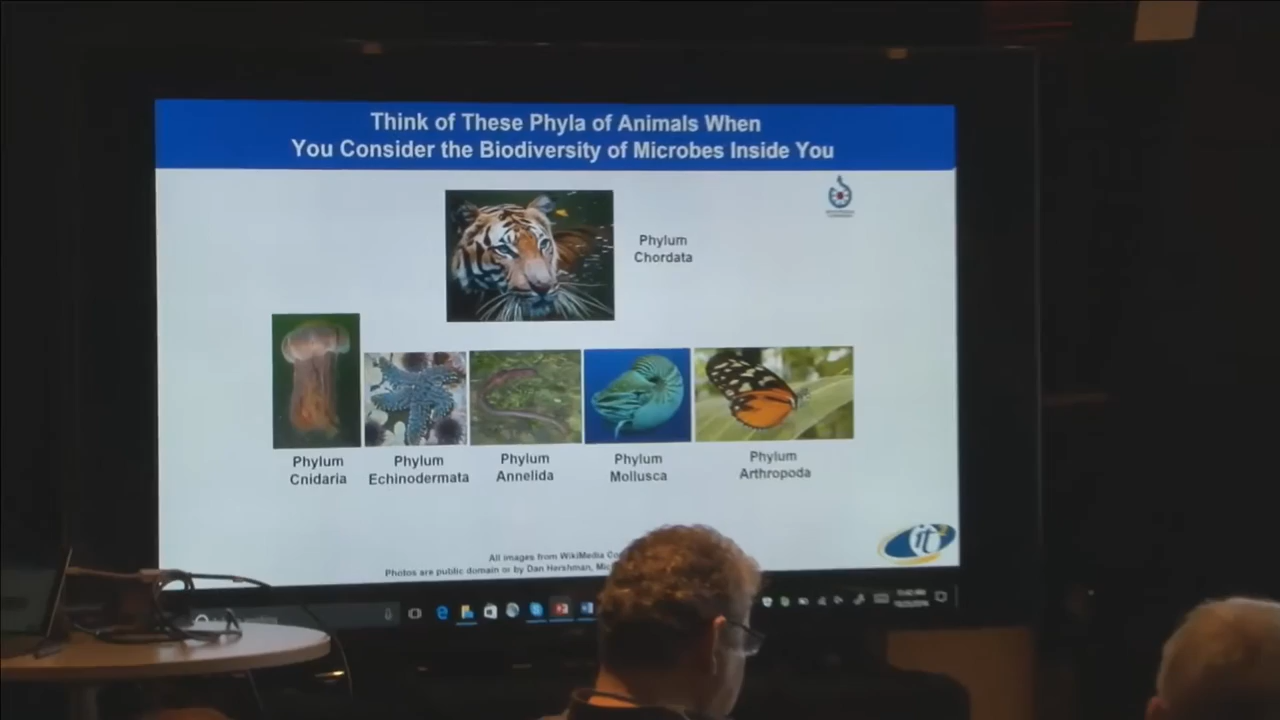 Think of These Phyla of Animals When
You Consider the Biodiversity of Microbes Inside You
Phylum
Chordata
Phylum
Cnidaria
Phylum
Echinodermata
Phylum
Annelida
Phylum
Mollusca
Phylum
Arthropoda
All images from WikiMedia
Photos are public domain or by Dan Hershman,
it2